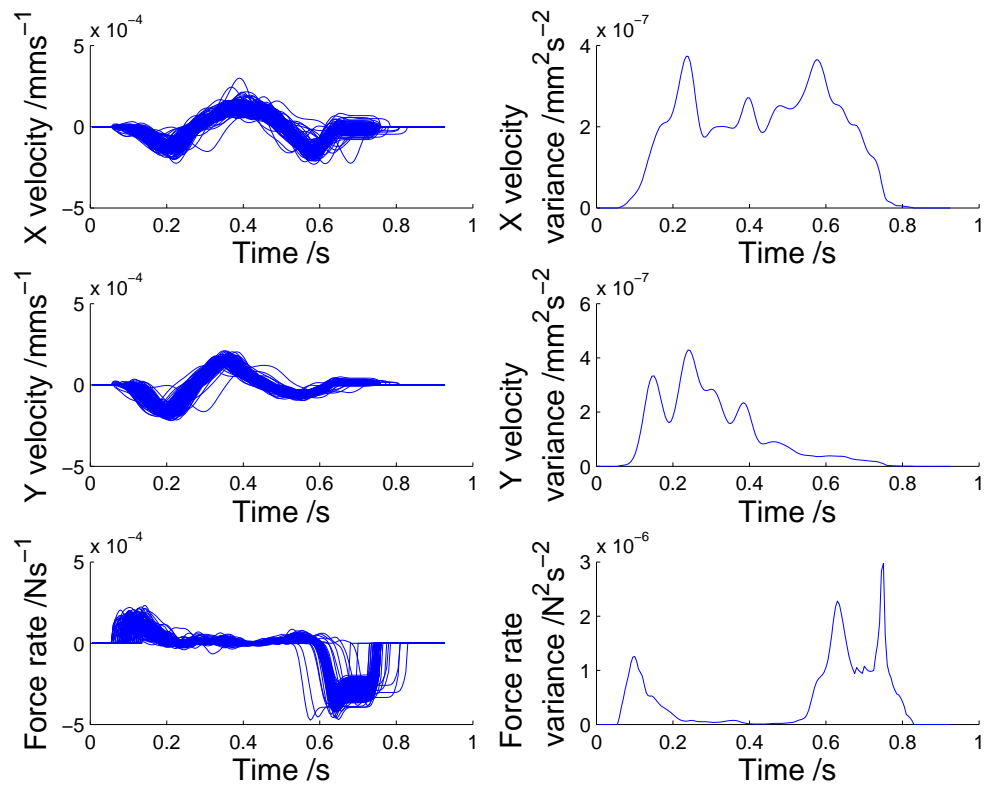 x 10⁻⁴
5
0
−5
0 0.2 0.4 0.6 0.8 1
Time /s
X velocity /mms⁻¹
x 10⁻⁷
4
2
0
0 0.2 0.4 0.6 0.8 1
Time /s
X velocity
variance /mm²s⁻²
x 10⁻⁴
5
0
−5
0 0.2 0.4 0.6 0.8 1
Time /s
Y velocity /mms⁻¹
x 10⁻⁷
6
4
2
0
0 0.2 0.4 0.6 0.8 1
Time /s
Y velocity
variance /mm²s⁻²
x 10⁻⁴
5
0
−5
0 0.2 0.4 0.6 0.8 1
Time /s
Force rate /Ns⁻¹
x 10⁻⁶
3
2
1
0
0 0.2 0.4 0.6 0.8 1
Time /s
Force rate
variance /N²s⁻²